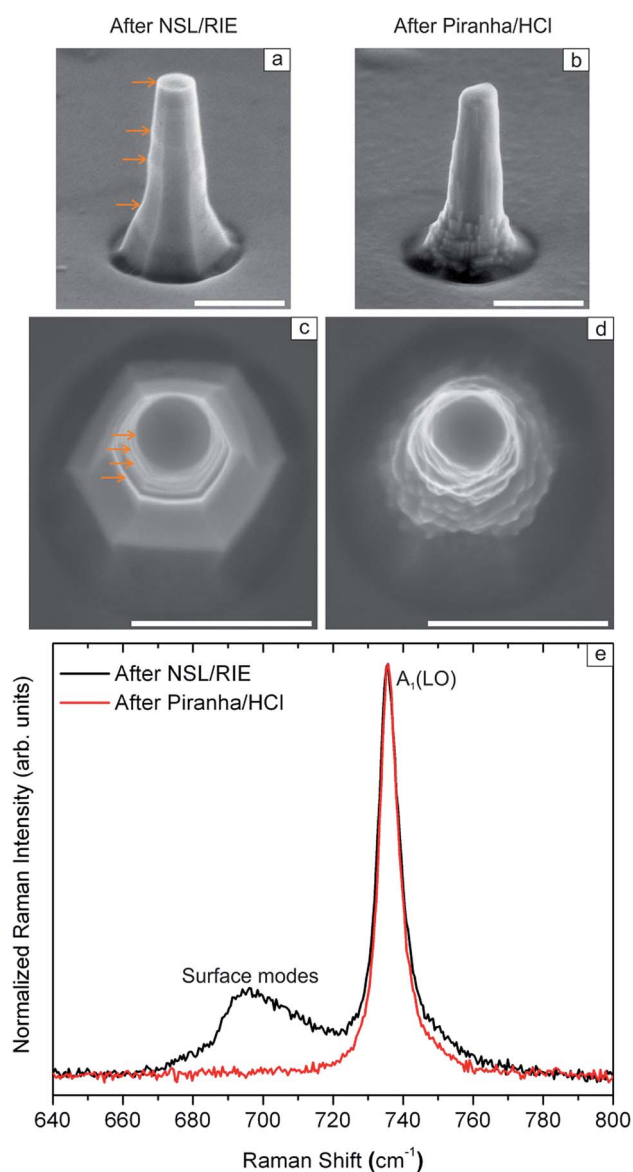 After NSL/RIE
After Piranha/HCl
a
b
c
d
e
After NSL/RIE
After Piranha/HCl
A₁(LO)
Surface modes
Normalized Raman Intensity (arb. units)
640 660 680 700 720 740 760 780 800
Raman Shift (cm⁻¹)